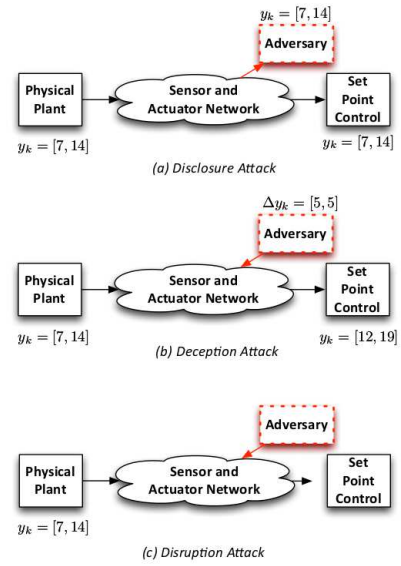 y_k = [7, 14]
Adversary
Physical
Plant
Sensor and
Actuator Network
Set
Point
Control
y_k = [7, 14]
y_k = [7, 14]
(a) Disclosure Attack
Δy_k = [5, 5]
Adversary
Physical
Plant
Sensor and
Actuator Network
Set
Point
Control
y_k = [7, 14]
y_k = [12, 19]
(b) Deception Attack
Adversary
Physical
Plant
Sensor and
Actuator Network
Set
Point
Control
y_k = [7, 14]
(c) Disruption Attack